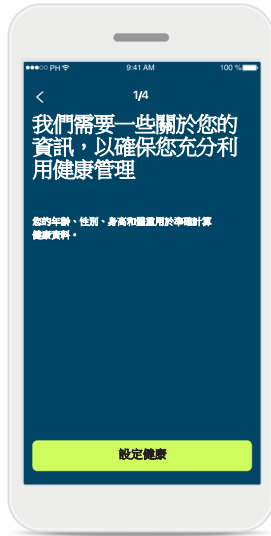 PH 9:41 AM 100 %
1/4
我們需要一些關於您的
資訊，以確保您充分利
用健康管理
您的年齡、性別、身高和體重用於準確計算
健康資料。
設定健康